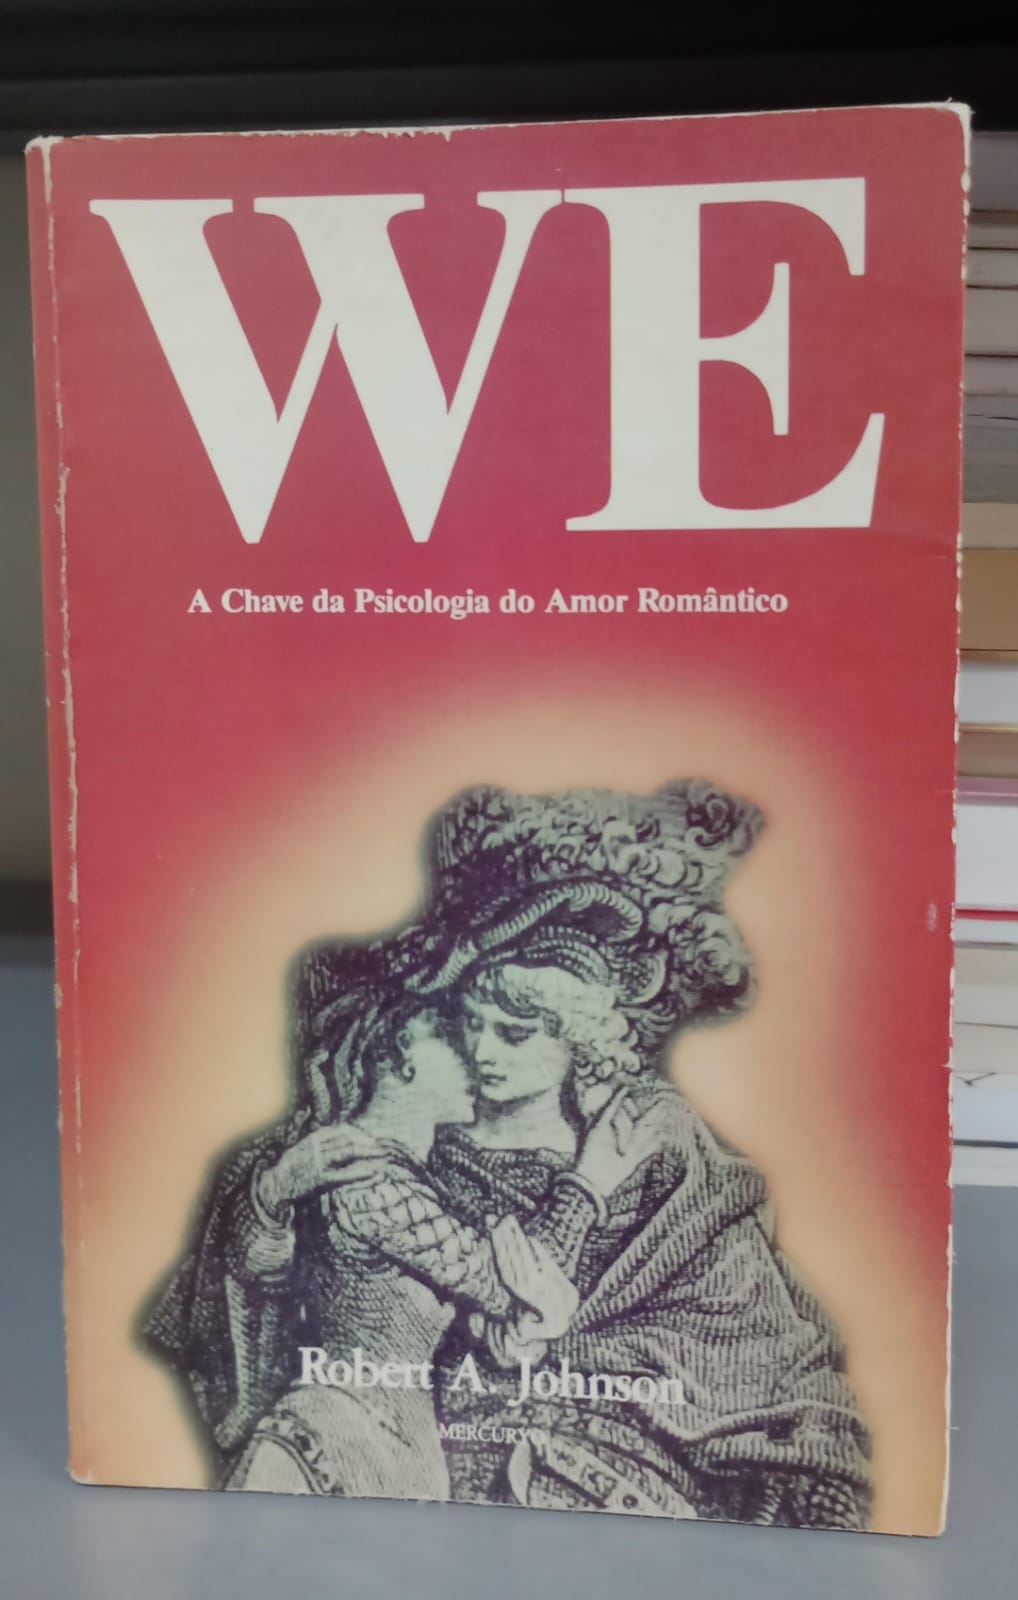 WE
A Chave da Psicologia do Amor Romântico
Robert A. Johnson
MERCURYO